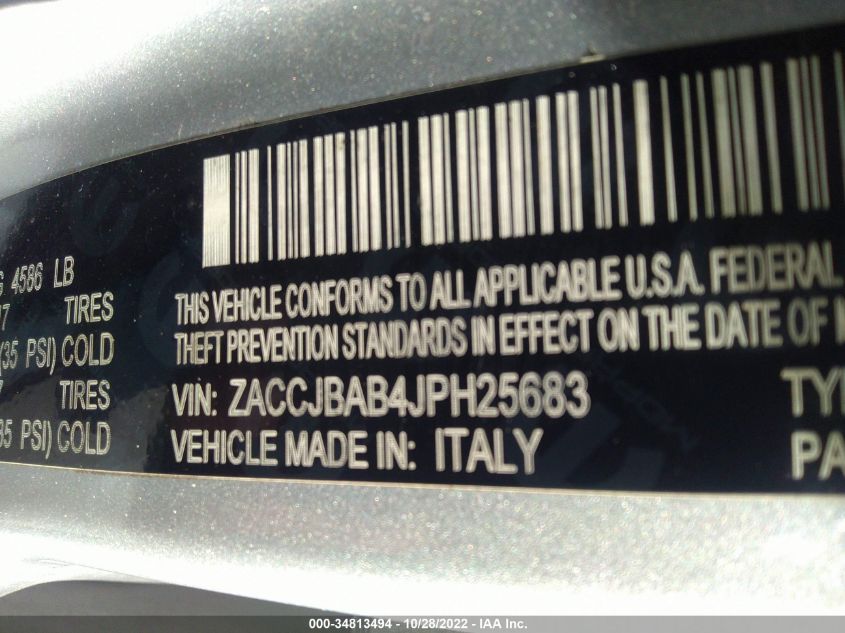 G 4586 LB
TIRES
(35 PSI) COLD
TIRES
35 PSI) COLD
THIS VEHICLE CONFORMS TO ALL APPLICABLE U.S.A. FEDERAL
THEFT PREVENTION STANDARDS IN EFFECT ON THE DATE OF
VIN: ZACCJBAB4JPH25683
VEHICLE MADE IN: ITALY
000-34813494 - 10/28/2022 - IAA Inc.